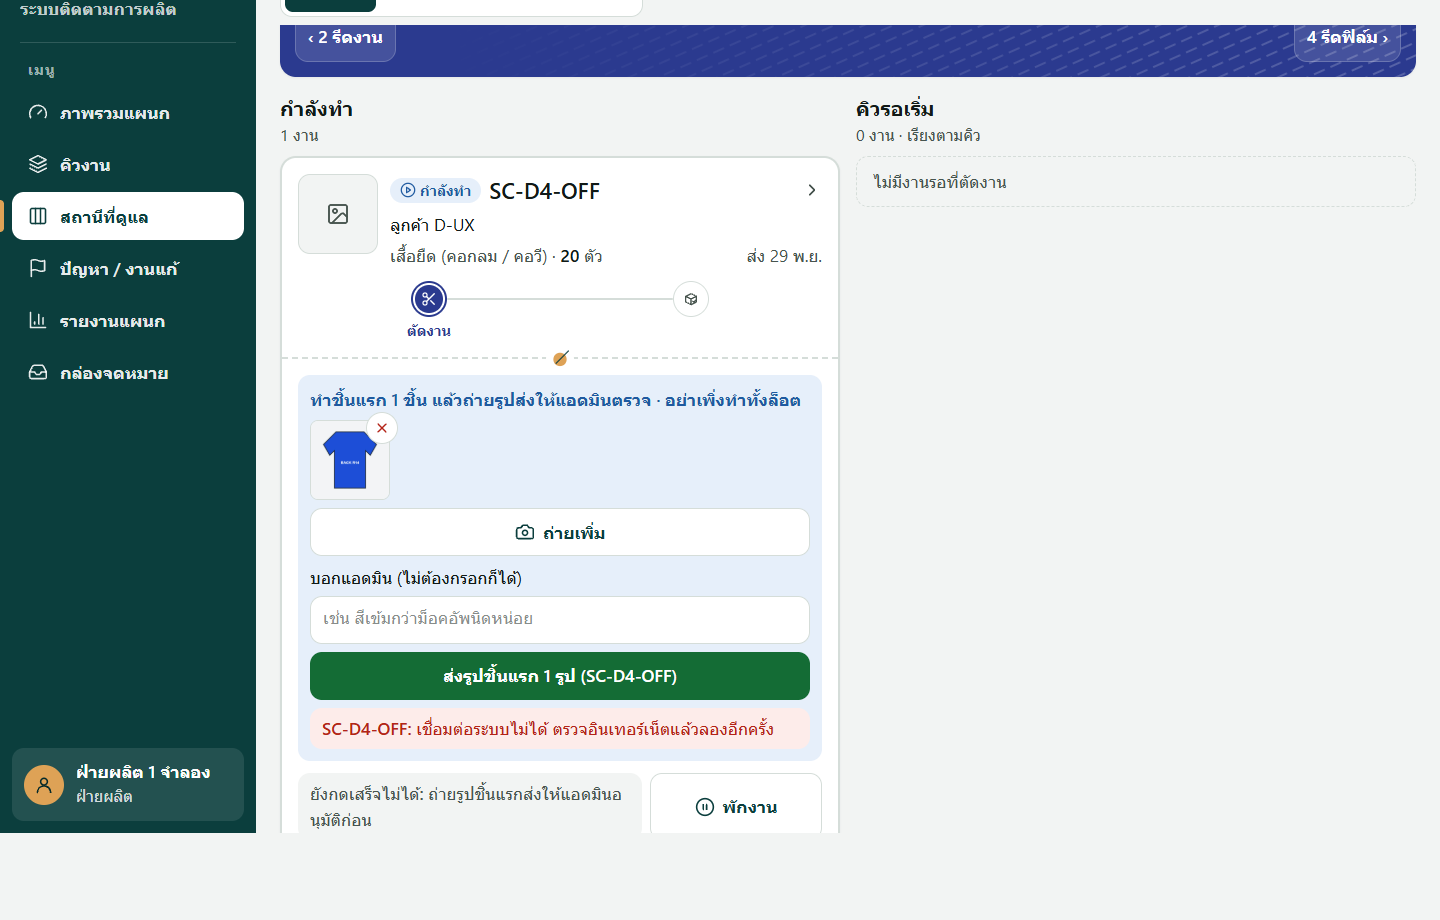 ระบบติดตามการผลิต
เมนู
ภาพรวมแผนก
คิวงาน
สถานีที่ดูแล
ปัญหา / งานแก้
รายงานแผนก
กล่องจดหมาย
ฝ่ายผลิต 1 จำลอง
ฝ่ายผลิต
‹ 2 รีดงาน
4 รีดฟิล์ม ›
กำลังทำ
1 งาน
กำลังทำ SC-D4-OFF
ลูกค้า D-UX
เสื้อยืด (คอกลม / คอวี) · 20 ตัว
ส่ง 29 พ.ย.
ตัดงาน
ทำชิ้นแรก 1 ชิ้น แล้วถ่ายรูปส่งให้แอดมินตรวจ · อย่าเพิ่งทำทั้งล็อต
ถ่ายเพิ่ม
บอกแอดมิน (ไม่ต้องกรอกก็ได้)
เช่น สีเข้มกว่าม็อคอัพนิดหน่อย
ส่งรูปชิ้นแรก 1 รูป (SC-D4-OFF)
SC-D4-OFF: เชื่อมต่อระบบไม่ได้ ตรวจอินเทอร์เน็ตแล้วลองอีกครั้ง
ยังกดเสร็จไม่ได้: ถ่ายรูปชิ้นแรกส่งให้แอดมินอ
นุมัติก่อน
พักงาน
คิวรอเริ่ม
0 งาน · เรียงตามคิว
ไม่มีงานรอที่ตัดงาน